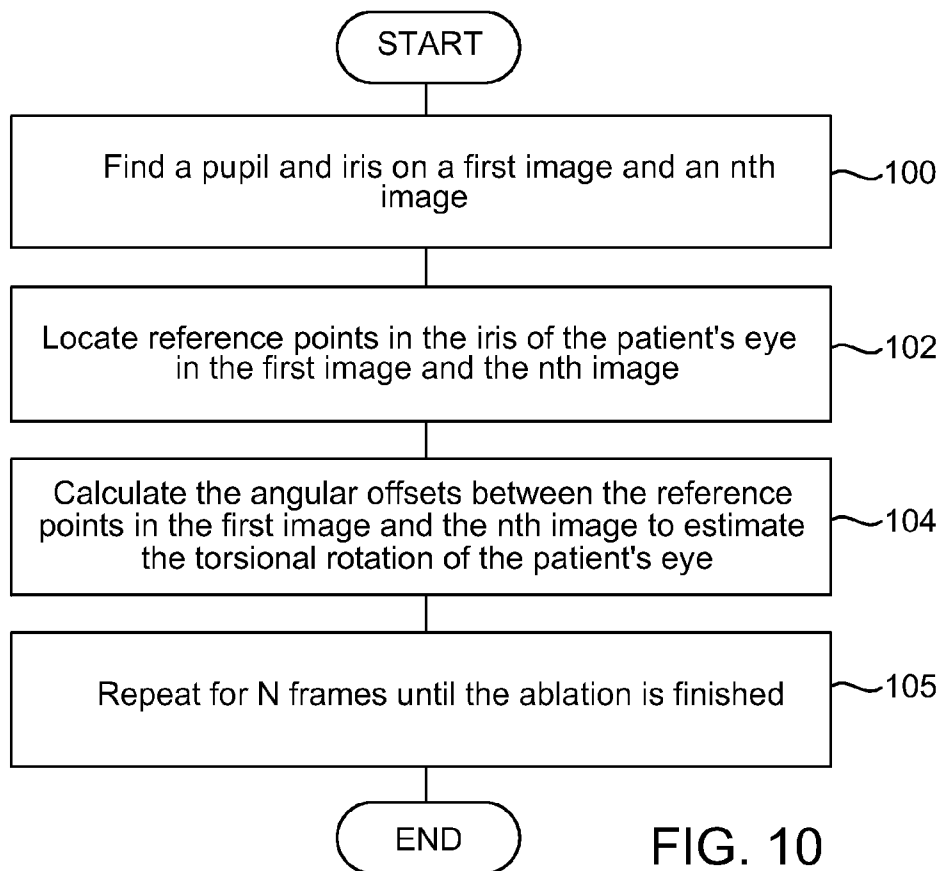 START
Find a pupil and iris on a first image and an nth
image
100
Locate reference points in the iris of the patient's eye
in the first image and the nth image
102
Calculate the angular offsets between the reference
points in the first image and the nth image to estimate
the torsional rotation of the patient's eye
104
Repeat for N frames until the ablation is finished
105
END
FIG. 10